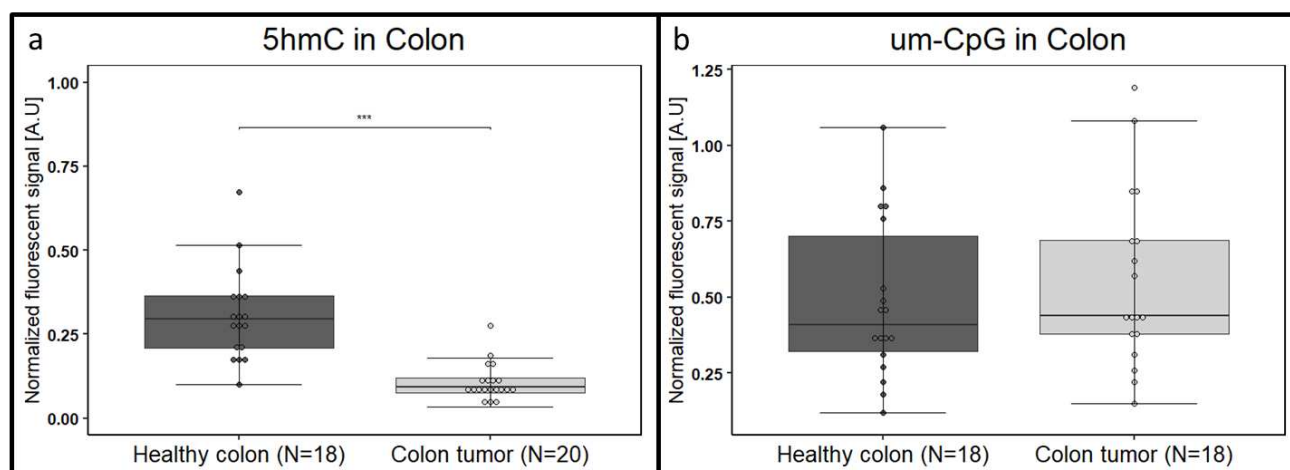 a
5hmC in Colon
Normalized fluorescent signal [A.U]
1.00
0.75
0.50
0.25
0.00
***
Healthy colon (N=18)
Colon tumor (N=20)
b
um-CpG in Colon
Normalized fluorescent signal [A.U]
1.25
1.00
0.75
0.50
0.25
Healthy colon (N=18)
Colon tumor (N=18)